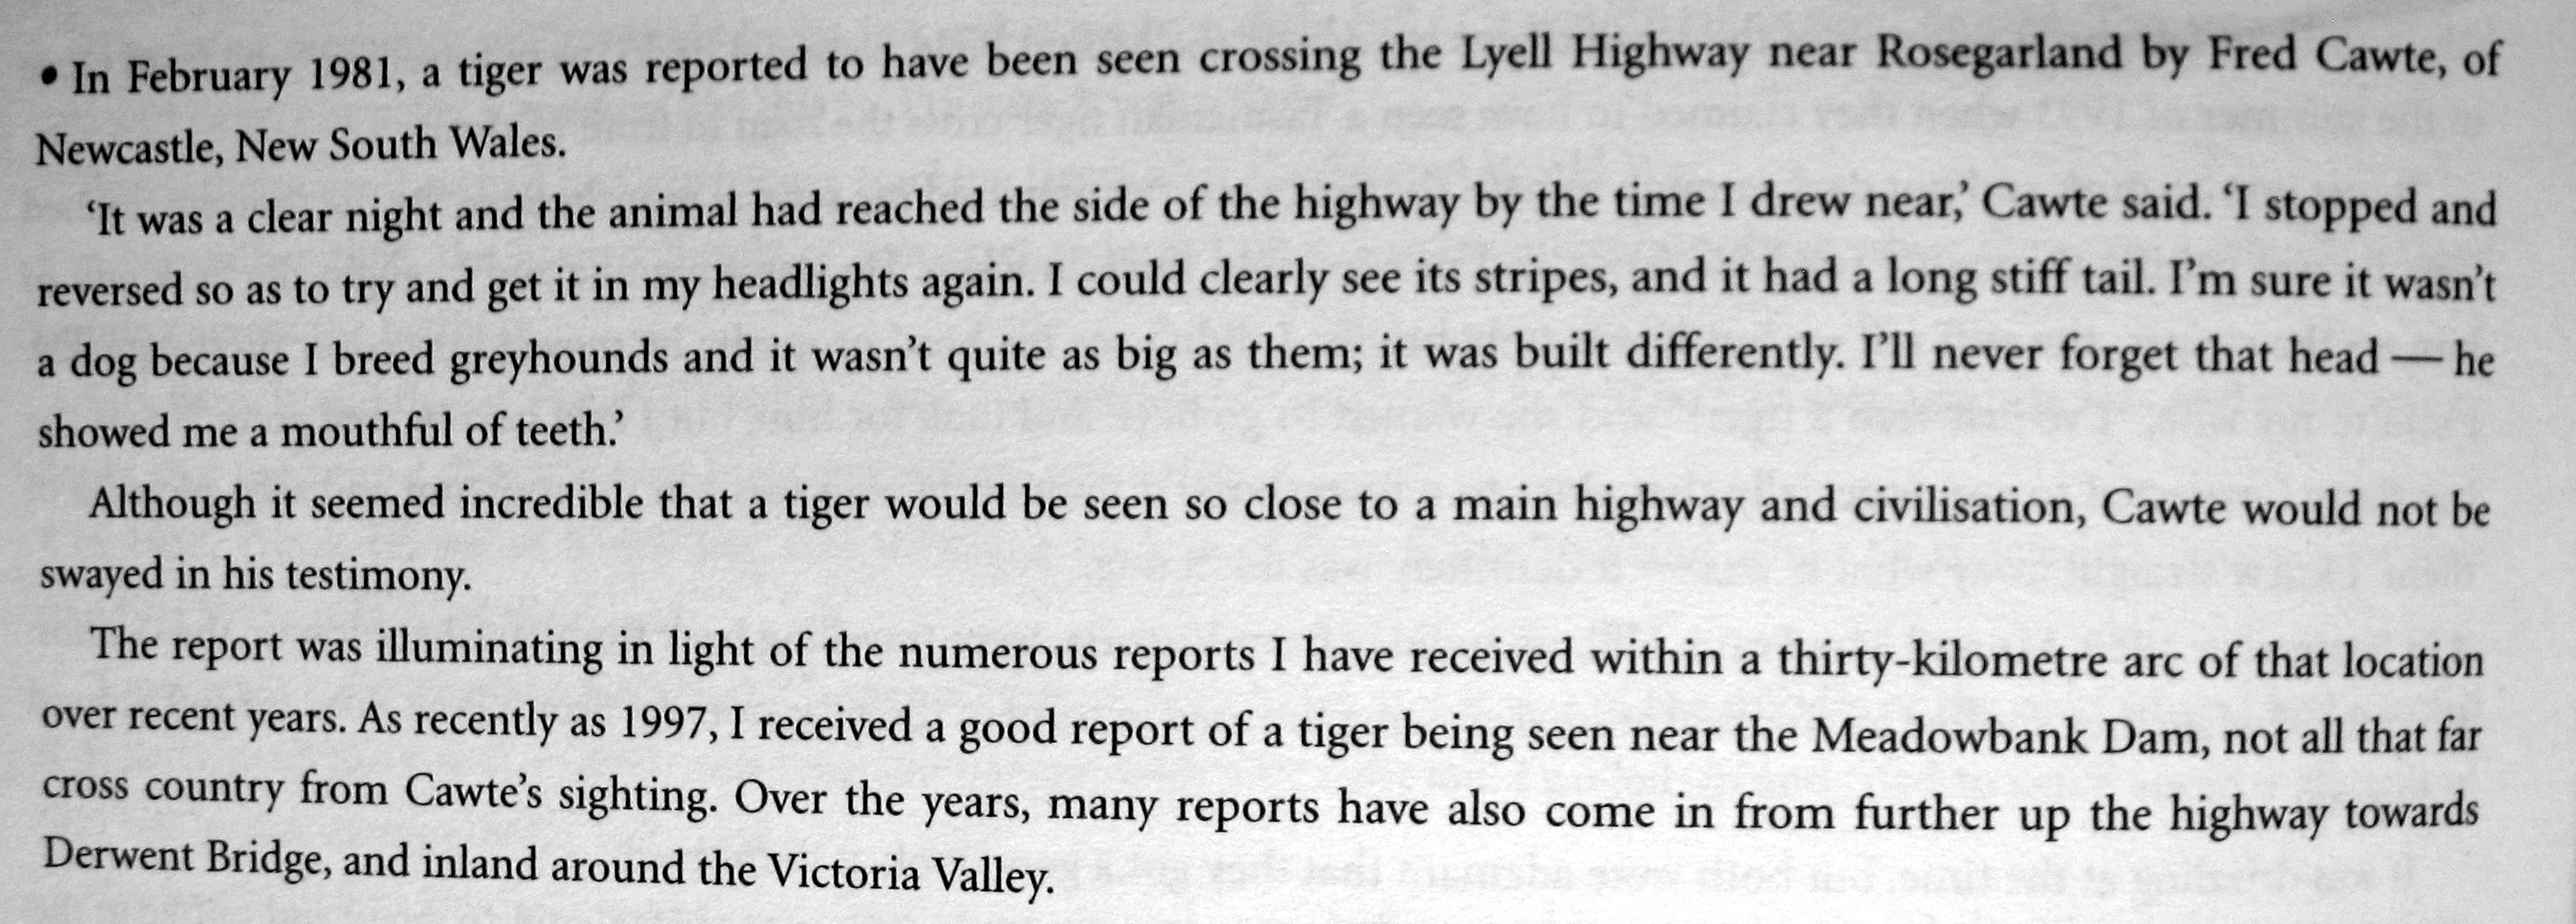 • In February 1981, a tiger was reported to have been seen crossing the Lyell Highway near Rosegarland by Fred Cawte, of
Newcastle, New South Wales.
‘It was a clear night and the animal had reached the side of the highway by the time I drew near,’ Cawte said. ‘I stopped and
reversed so as to try and get it in my headlights again. I could clearly see its stripes, and it had a long stiff tail. I’m sure it wasn’t
a dog because I breed greyhounds and it wasn’t quite as big as them; it was built differently. I’ll never forget that head — he
showed me a mouthful of teeth.’
Although it seemed incredible that a tiger would be seen so close to a main highway and civilisation, Cawte would not be
swayed in his testimony.
The report was illuminating in light of the numerous reports I have received within a thirty-kilometre arc of that location
over recent years. As recently as 1997, I received a good report of a tiger being seen near the Meadowbank Dam, not all that far
cross country from Cawte’s sighting. Over the years, many reports have also come in from further up the highway towards
Derwent Bridge, and inland around the Victoria Valley.